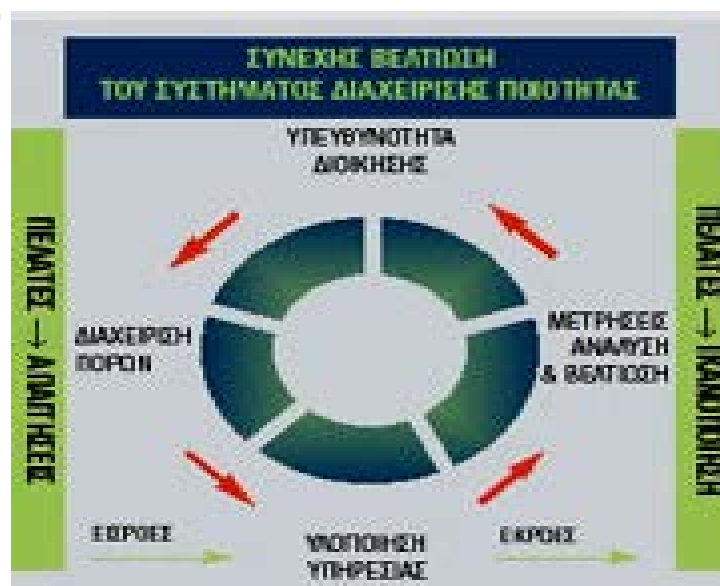 ΣΥΝΕΧΗΣ ΒΕΛΤΙΩΣΗ
ΤΟΥ ΣΥΣΤΗΜΑΤΟΣ ΔΙΑΧΕΙΡΙΣΗΣ ΠΟΙΟΤΗΤΑΣ
ΥΠΕΥΘΥΝΟΤΗΤΑ
ΔΙΟΙΚΗΣΗΣ
ΠΕΛΑΤΕΣ → ΑΠΑΙΤΗΣΕΙΣ
ΔΙΑΧΕΙΡΙΣΗ
ΠΟΡΩΝ
ΜΕΤΡΗΣΕΙΣ
ΑΝΑΛΥΣΗ
& ΒΕΛΤΙΩΣΗ
ΠΕΛΑΤΕΣ → ΙΚΑΝΟΠΟΙΗΣΗ
ΕΙΣΡΟΕΣ
ΥΛΟΠΟΙΗΣΗ
ΥΠΗΡΕΣΙΑΣ
ΕΚΡΟΕΣ